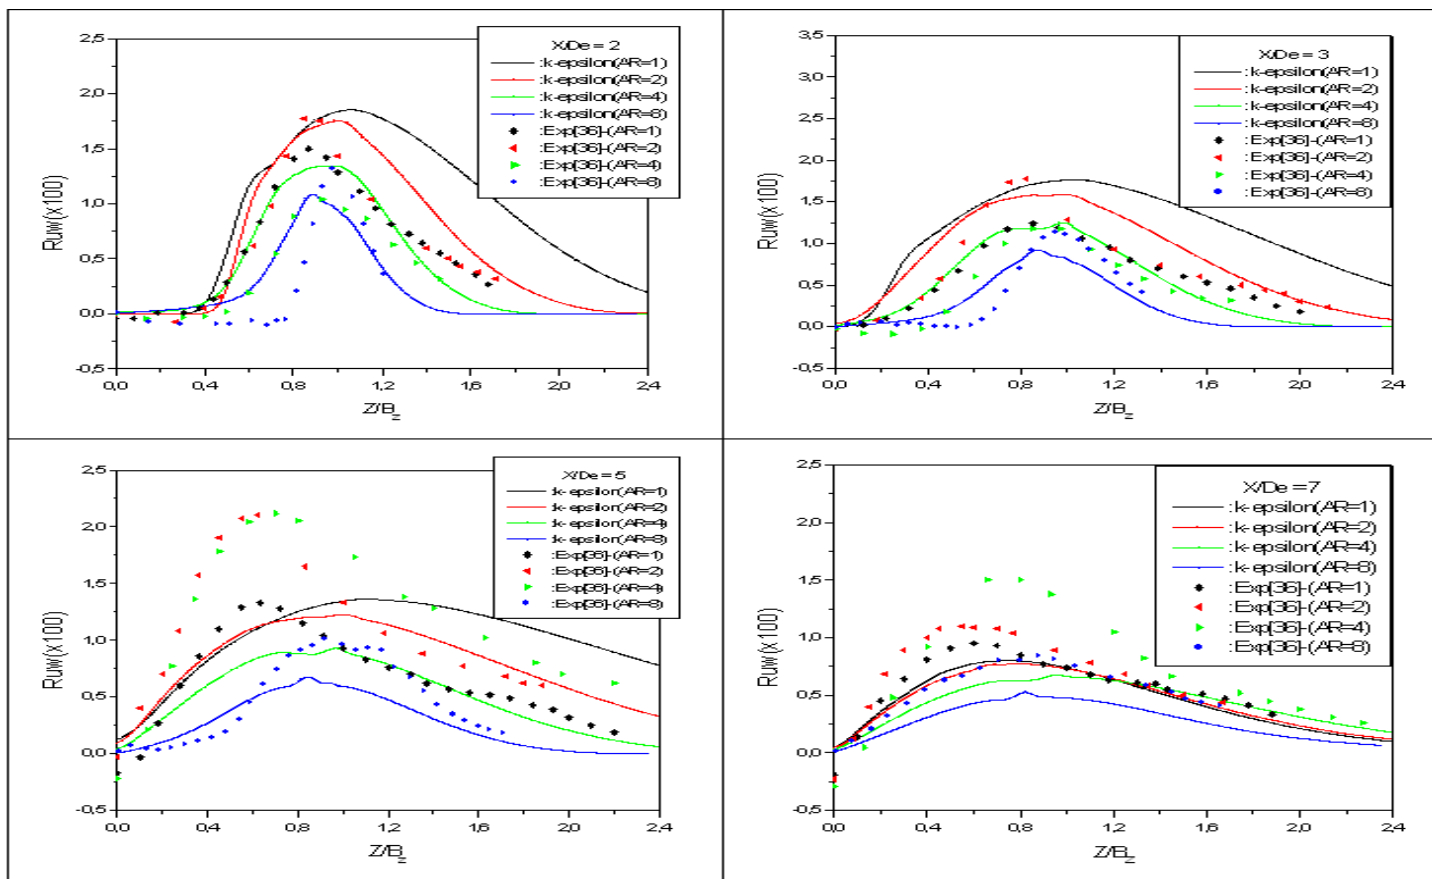 2,5
2,0
1,5
1,0
0,5
0,0
-0,5
Ruw(x100)
X/De = 2
:k-epsilon(AR=1)
:k-epsilon(AR=2)
:k-epsilon(AR=4)
:k-epsilon(AR=8)
:Exp[36]-(AR=1)
:Exp[36]-(AR=2)
:Exp[36]-(AR=4)
:Exp[36]-(AR=8)
0,0 0,4 0,8 1,2 1,6 2,0 2,4
Z/Bz
3,5
3,0
2,5
2,0
1,5
1,0
0,5
0,0
-0,5
Ruw(x100)
X/De = 3
:k-epsilon(AR=1)
:k-epsilon(AR=2)
:k-epsilon(AR=4)
:k-epsilon(AR=8)
:Exp[36]-(AR=1)
:Exp[36]-(AR=2)
:Exp[36]-(AR=4)
:Exp[36]-(AR=8)
0,0 0,4 0,8 1,2 1,6 2,0 2,4
Z/Bz
2,5
2,0
1,5
1,0
0,5
0,0
-0,5
Ruw(x100)
X/De = 5
:k-epsilon(AR=1)
:k-epsilon(AR=2)
:k-epsilon(AR=4)
:k-epsilon(AR=8)
:Exp[36]-(AR=1)
:Exp[36]-(AR=2)
:Exp[36]-(AR=4)
:Exp[36]-(AR=8)
0,0 0,4 0,8 1,2 1,6 2,0 2,4
Z/Bz
2,5
2,0
1,5
1,0
0,5
0,0
-0,5
Ruw(x100)
X/De = 7
:k-epsilon(AR=1)
:k-epsilon(AR=2)
:k-epsilon(AR=4)
:k-epsilon(AR=8)
:Exp[36]-(AR=1)
:Exp[36]-(AR=2)
:Exp[36]-(AR=4)
:Exp[36]-(AR=8)
0,0 0,4 0,8 1,2 1,6 2,0 2,4
Z/Bz